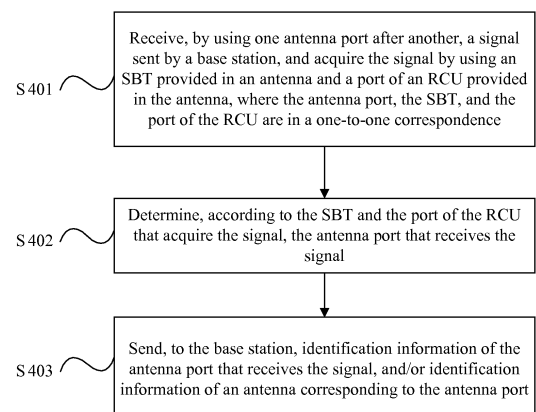 Receive, by using one antenna port after another, a signal
sent by a base station, and acquire the signal by using an
SBT provided in an antenna and a port of an RCU provided
in the antenna, where the antenna port, the SBT, and the
port of the RCU are in a one-to-one correspondence
S401
Determine, according to the SBT and the port of the RCU
that acquire the signal, the antenna port that receives the
signal
S402
Send, to the base station, identification information of the
antenna port that receives the signal, and/or identification
information of an antenna corresponding to the antenna port
S403